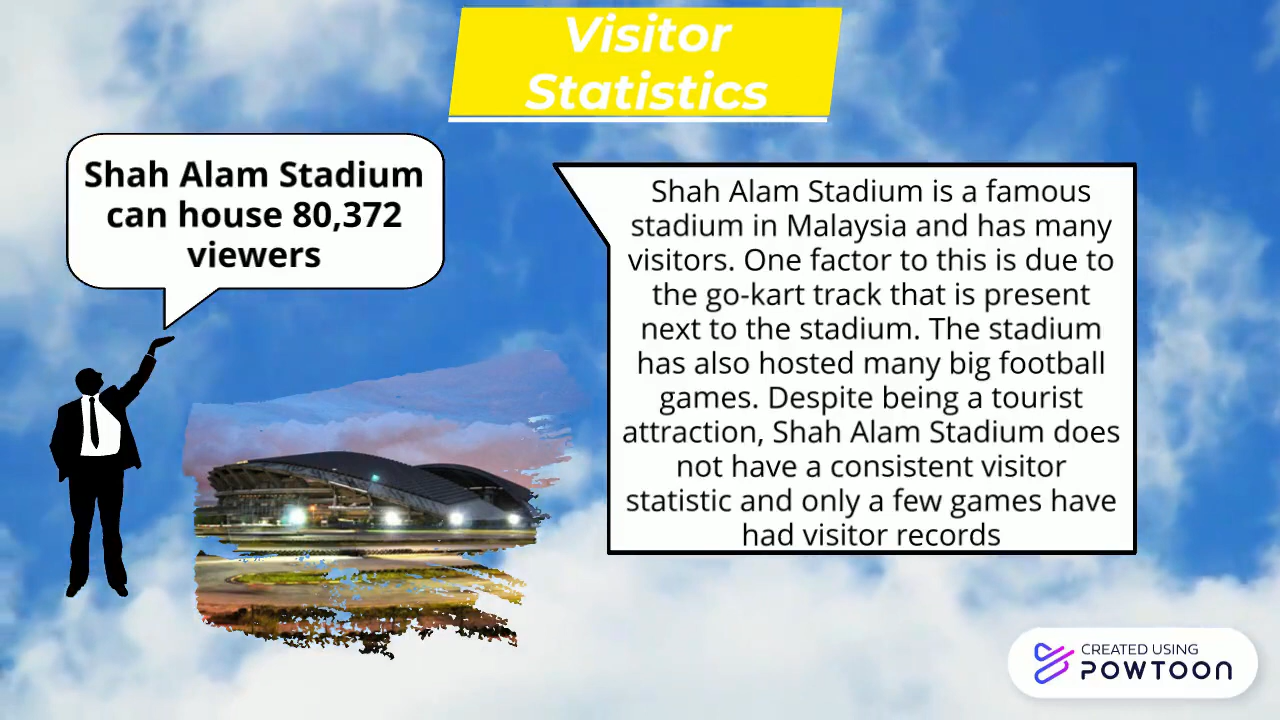 Visitor
Statistics
Shah Alam Stadium
can house 80,372
viewers
Shah Alam Stadium is a famous
stadium in Malaysia and has many
visitors. One factor to this is due to
the go-kart track that is present
next to the stadium. The stadium
has also hosted many big football
games. Despite being a tourist
attraction, Shah Alam Stadium does
not have a consistent visitor
statistic and only a few games have
had visitor records
CREATED USING
POWTOON